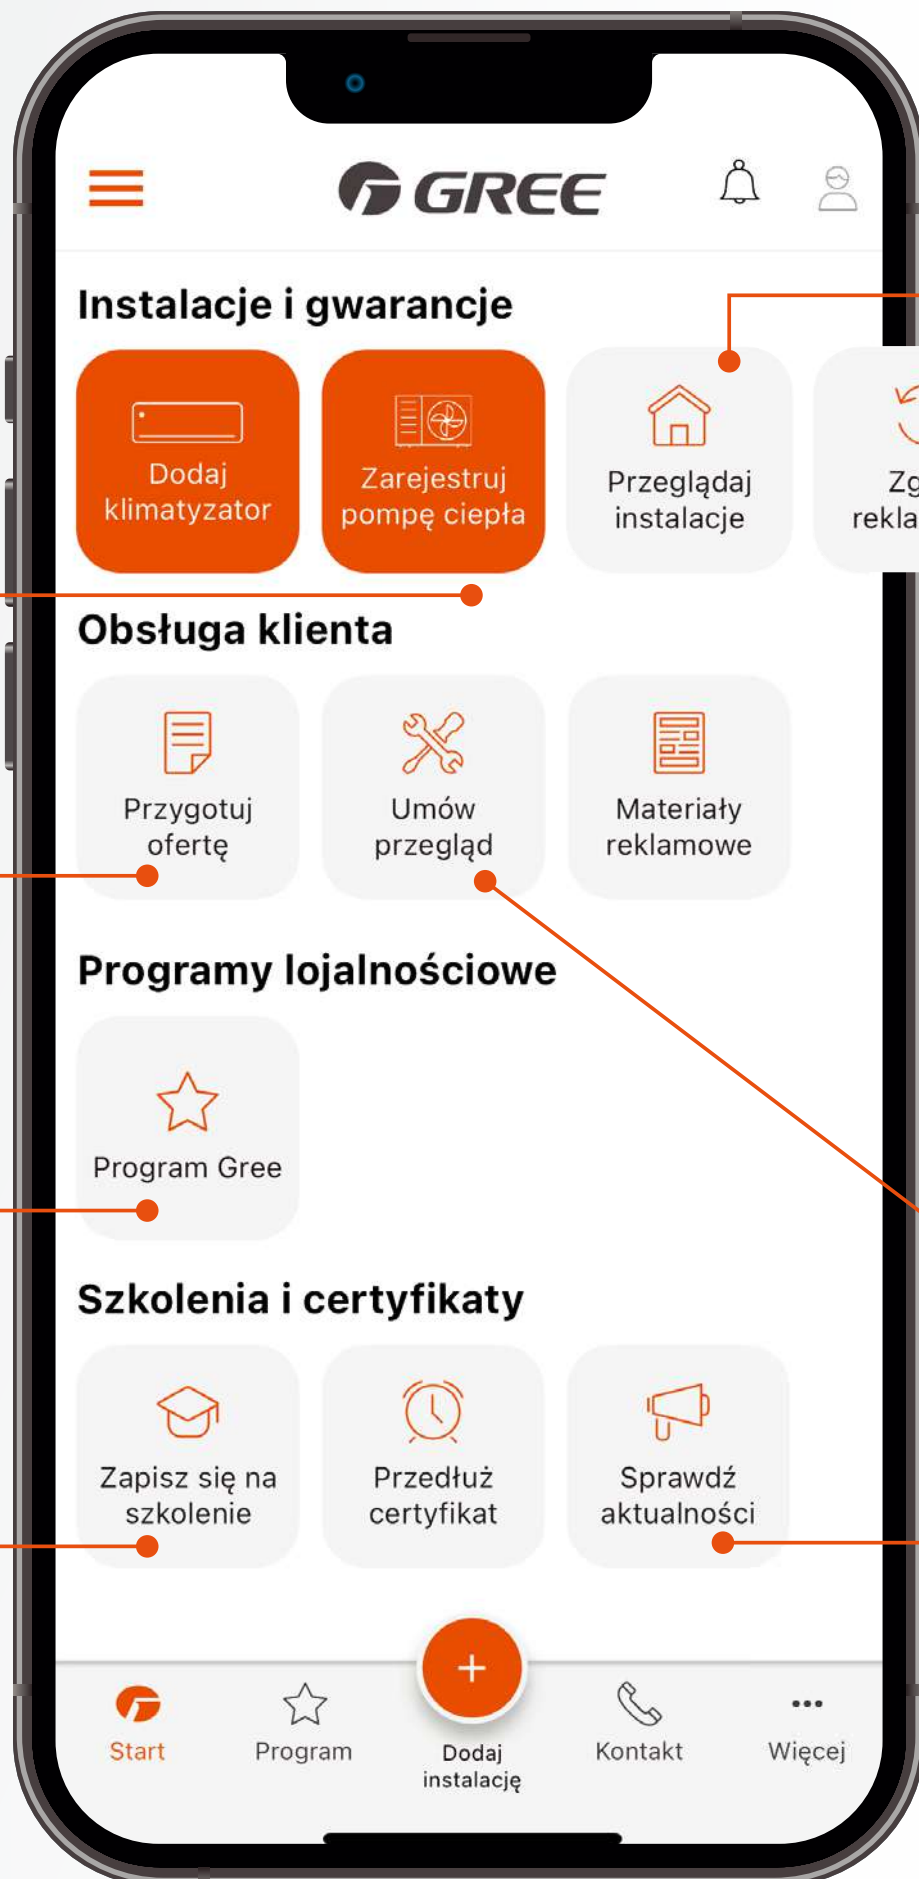 GREE
Instalacje i gwarancje
Dodaj
klimatyzator
Zarejestruj
pompę ciepła
Przeglądaj
instalacje
Obsługa klienta
Przygotuj
ofertę
Umów
przegląd
Materiały
reklamowe
Programy lojalnościowe
Program Gree
Szkolenia i certyfikaty
Zapisz się na
szkolenie
Przedłuż
certyfikat
Sprawdź
aktualności
Start
Program
Dodaj
instalację
Kontakt
Więcej